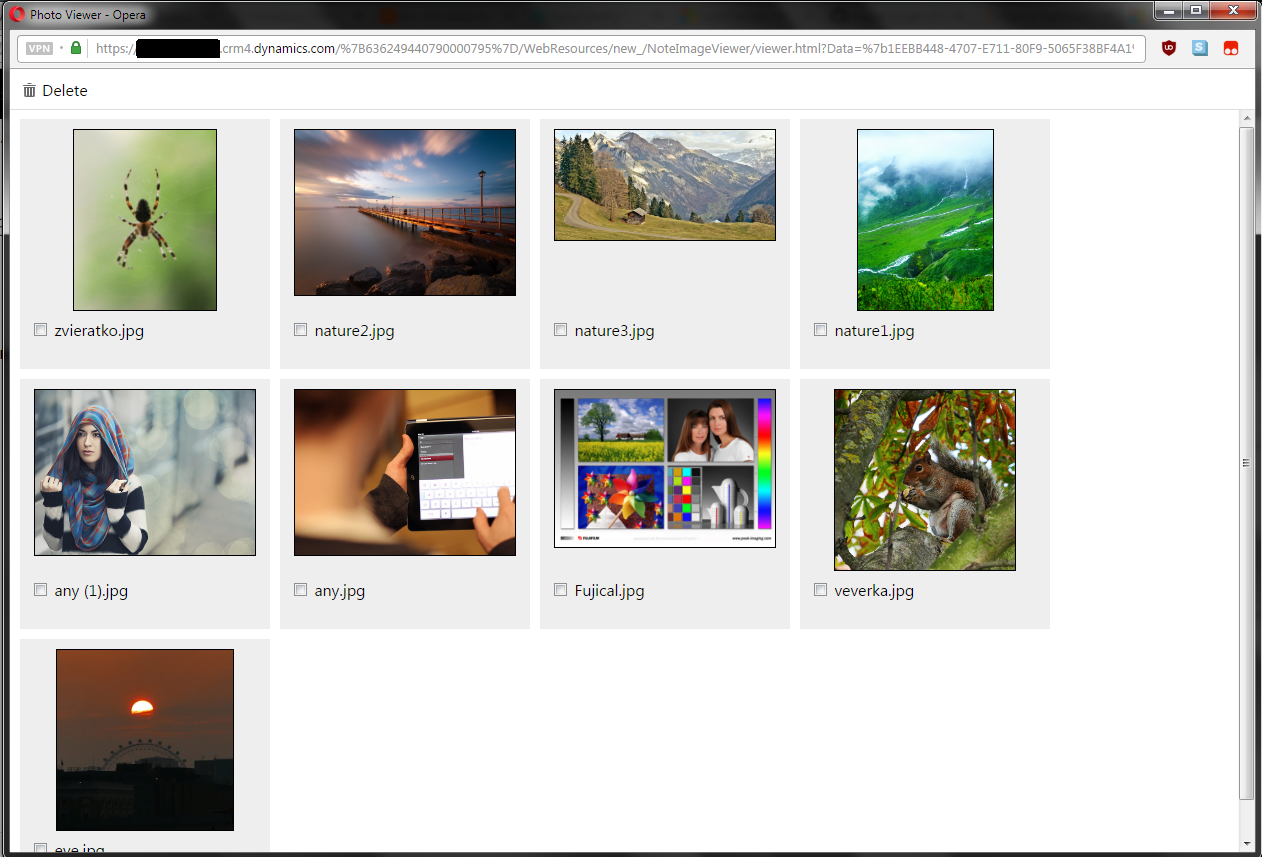 Photo Viewer - Opera
VPN https:/ .crm4.dynamics.com/%7B636249440790000795%7D/WebResources/new_/NoteImageViewer/viewer.html?Data=%7b1EEBB448-4707-E711-80F9-5065F38BF4A1
Delete
zvieratko.jpg
nature2.jpg
nature3.jpg
nature1.jpg
any (1).jpg
any.jpg
Fujical.jpg
veverka.jpg
eye.jpg